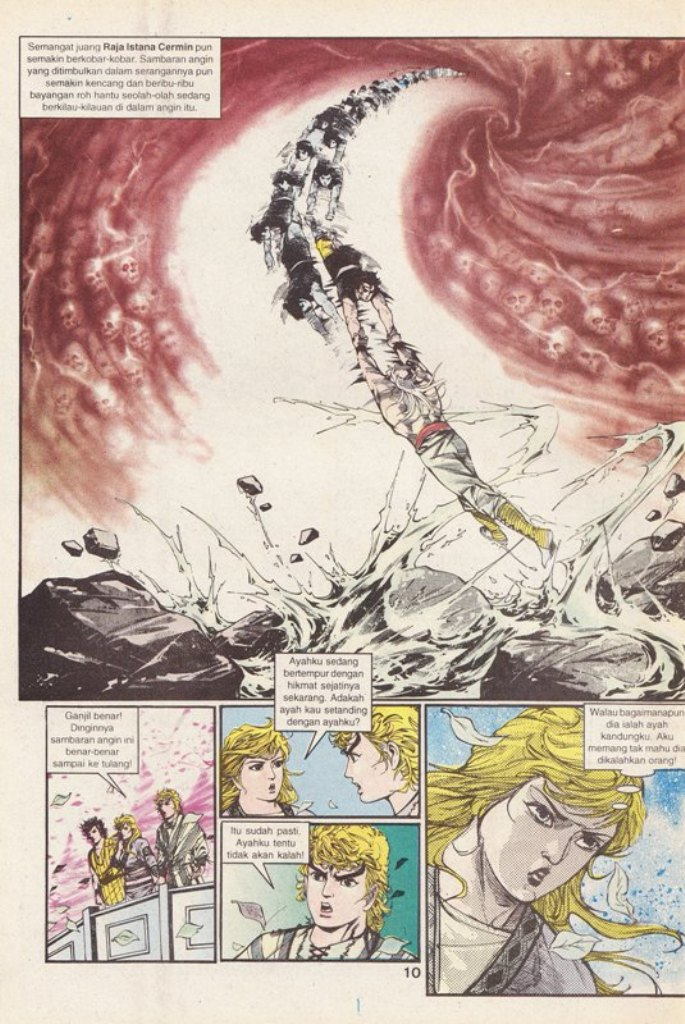 Semangat juang Raja Istana Cermin pun
semakin berkobar-kobar. Sambaran angin
yang ditimbulkan dalam serangannya pun
semakin kencang dan beribu-ribu
bayangan roh hantu seolah-olah sedang
berkilau-kilauan di dalam angin itu.
Ganjil benar!
Dinginnya
sambaran angin ini
benar-benar
sampai ke tulang!
Ayahku sedang
bertempur dengan
hikmat sejatinya
sekarang. Adakah
ayah kau setanding
dengan ayahku?
Itu sudah pasti.
Ayahku tentu
tidak akan kalah!
Walau bagaimanapun
dia ialah ayah
kandungku. Aku
memang tak mahu dia
dikalahkan orang!
10